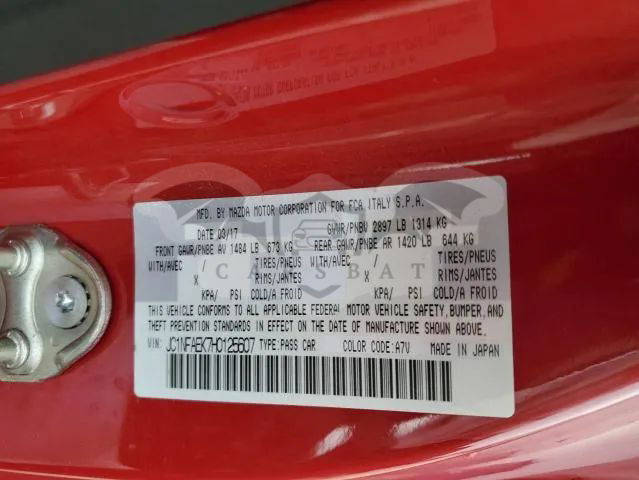 MFD. BY MAZDA MOTOR CORPORATION FOR FCA ITALY S.P.A.
DATE 03/17 GVWR/PNBV 2897 LB 1314 KG
FRONT GAWR/PNBE AV 1484 LB 673 KG REAR GAWR/PNBE AR 1420 LB 644 KG
WITH/AVEC / TIRES/PNEUS WITH/AVEC / TIRES/PNEUS
X RIMS/JANTES X RIMS/JANTES
KPA/ PSI COLD/A FROID KPA/ PSI COLD/A FROID
THIS VEHICLE CONFORMS TO ALL APPLICABLE FEDERAL MOTOR VEHICLE SAFETY, BUMPER, AND
THEFT PREVENTION STANDARDS IN EFFECT ON THE DATE OF MANUFACTURE SHOWN ABOVE.
VIN: JC1NFAEK7H0125607 TYPE:PASS CAR COLOR CODE:A7V MADE IN JAPAN
CARSBAT